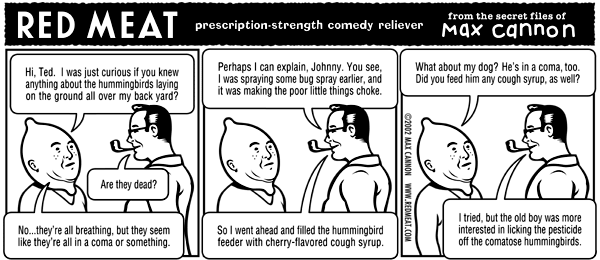 RED MEAT
prescription-strength comedy reliever
from the secret files of
Max cannon
Hi, Ted. I was just curious if you knew
anything about the hummingbirds laying
on the ground all over my back yard?
Are they dead?
No...they're all breathing, but they seem
like they're all in a coma or something.
Perhaps I can explain, Johnny. You see,
I was spraying some bug spray earlier, and
it was making the poor little things choke.
So I went ahead and filled the hummingbird
feeder with cherry-flavored cough syrup.
What about my dog? He's in a coma, too.
Did you feed him any cough syrup, as well?
I tried, but the old boy was more
interested in licking the pesticide
off the comatose hummingbirds.
©2002 MAX CANNON WWW.REDMEAT.COM